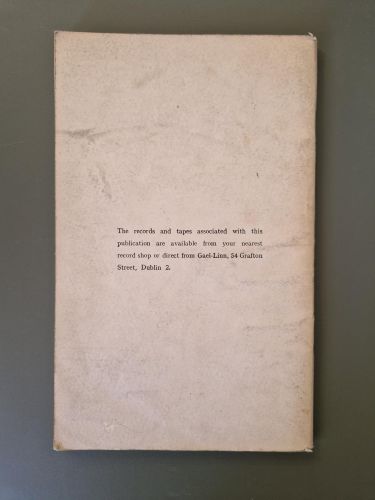 The records and tapes associated with this
publication are available from your nearest
record shop or direct from Gael-Linn, 54 Grafton
Street, Dublin 2.